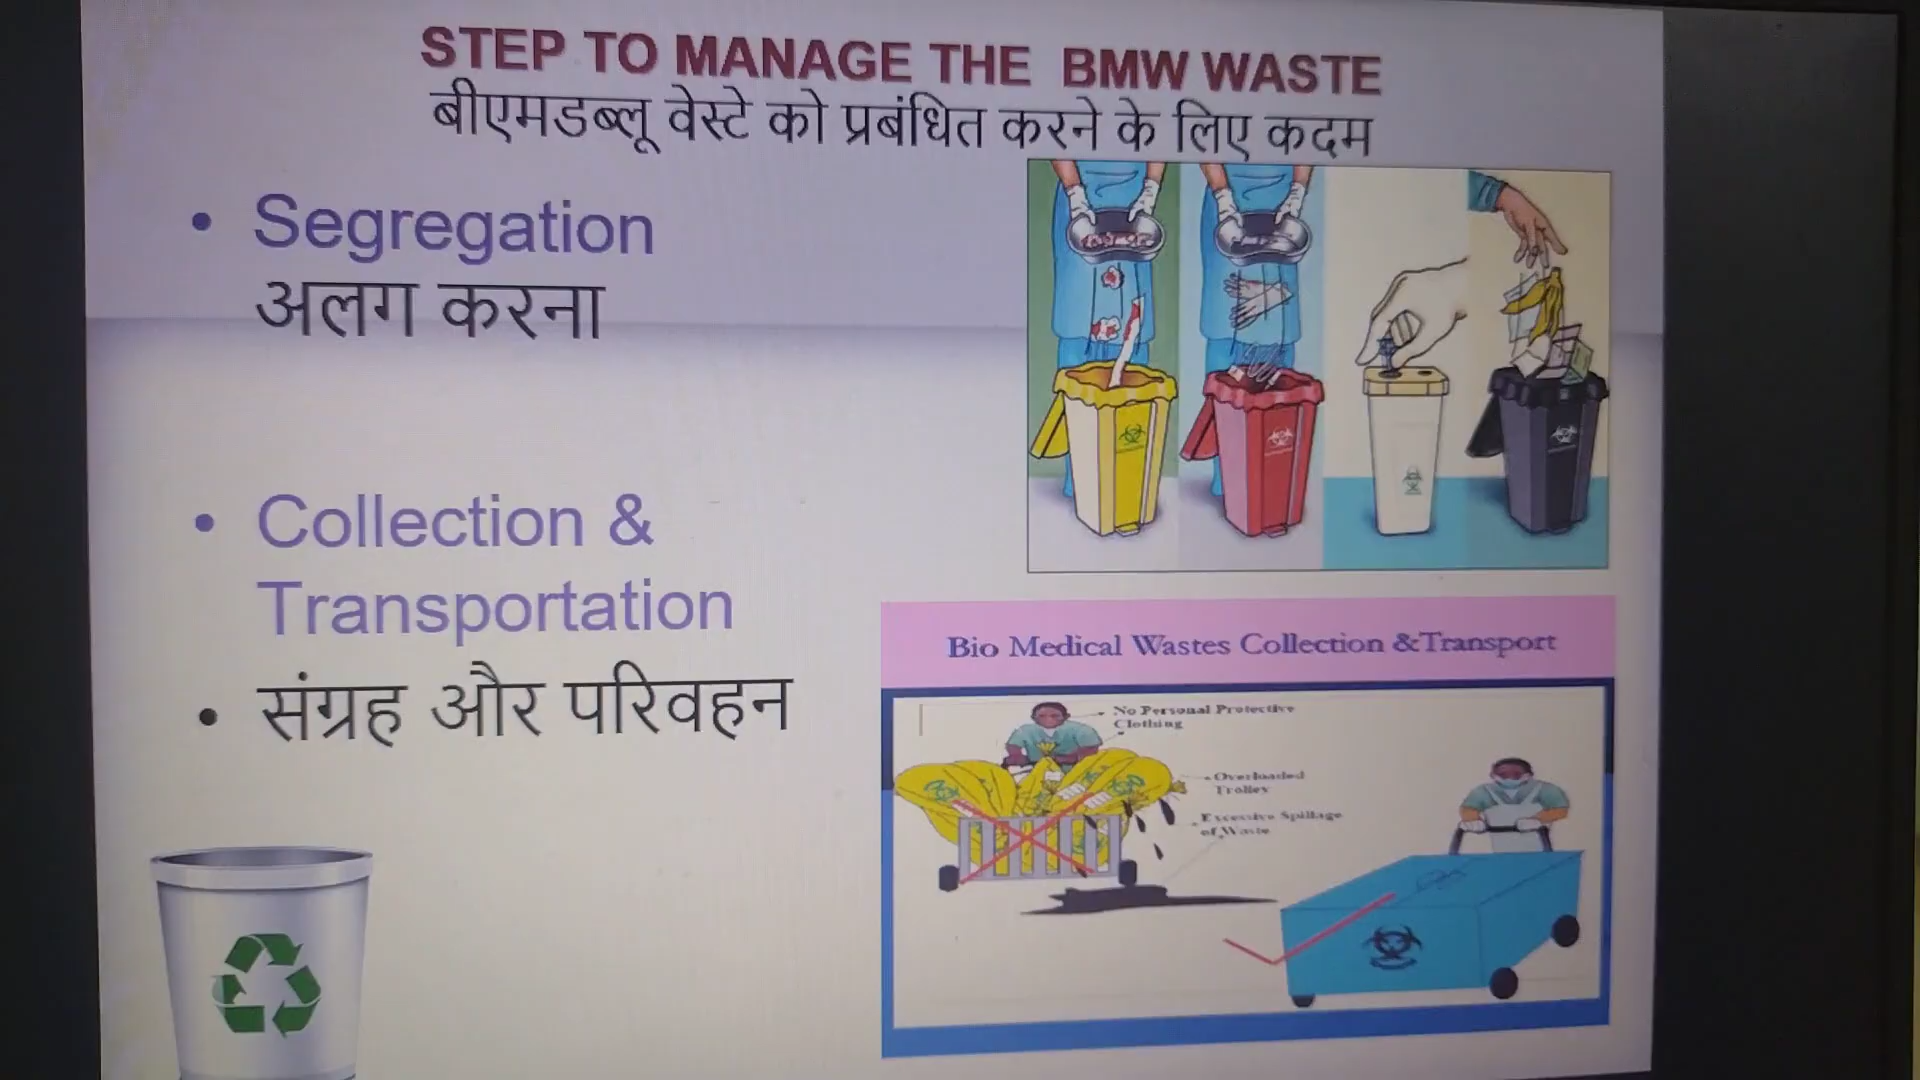 STEP TO MANAGE THE BMW WASTE
बीएमडब्लू वेस्टे को प्रबंधित करने के लिए कदम
• Segregation
अलग करना
• Collection &
Transportation
• संग्रह और परिवहन
Bio Medical Wastes Collection &Transport
No Personal Protective
Clothing
Overloaded
Trolley
Excessive Spillage
of Waste